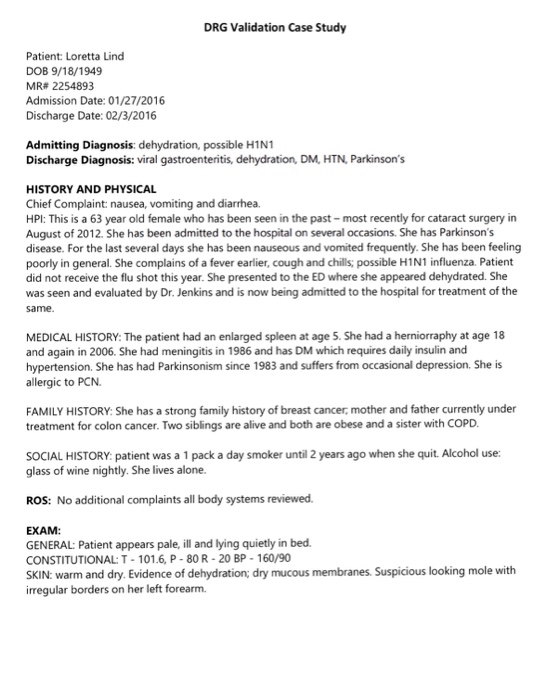 DRG Validation Case Study
Patient: Loretta Lind
DOB 9/18/1949
MR# 2254893
Admission Date: 01/27/2016
Discharge Date: 02/3/2016
Admitting Diagnosis: dehydration, possible H1N1
Discharge Diagnosis: viral gastroenteritis, dehydration, DM, HTN, Parkinson's
HISTORY AND PHYSICAL
Chief Complaint: nausea, vomiting and diarrhea.
HPI: This is a 63 year old female who has been seen in the past – most recently for cataract surgery in
August of 2012. She has been admitted to the hospital on several occasions. She has Parkinson's
disease. For the last several days she has been nauseous and vomited frequently. She has been feeling
poorly in general. She complains of a fever earlier, cough and chills; possible H1N1 influenza. Patient
did not receive the flu shot this year. She presented to the ED where she appeared dehydrated. She
was seen and evaluated by Dr. Jenkins and is now being admitted to the hospital for treatment of the
same.
MEDICAL HISTORY: The patient had an enlarged spleen at age 5. She had a herniorraphy at age 18
and again in 2006. She had meningitis in 1986 and has DM which requires daily insulin and
hypertension. She has had Parkinsonism since 1983 and suffers from occasional depression. She is
allergic to PCN.
FAMILY HISTORY: She has a strong family history of breast cancer; mother and father currently under
treatment for colon cancer. Two siblings are alive and both are obese and a sister with COPD.
SOCIAL HISTORY: patient was a 1 pack a day smoker until 2 years ago when she quit. Alcohol use:
glass of wine nightly. She lives alone.
ROS: No additional complaints all body systems reviewed.
EXAM:
GENERAL: Patient appears pale, ill and lying quietly in bed.
CONSTITUTIONAL: T - 101.6, P - 80 R - 20 BP - 160/90
SKIN: warm and dry. Evidence of dehydration; dry mucous membranes. Suspicious looking mole with
irregular borders on her left forearm.